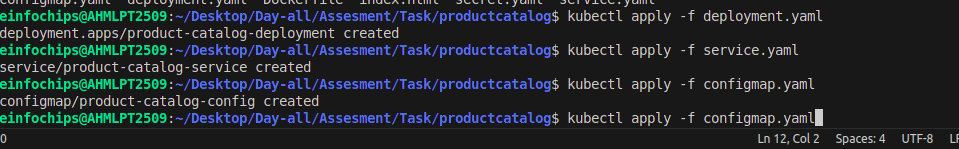 configmap.yaml deployment.yaml Dockerfile index.html secret.yaml service.yaml
einfochips@AHMLPT2509:~/Desktop/Day-all/Assesment/Task/productcatalog$ kubectl apply -f deployment.yaml
deployment.apps/product-catalog-deployment created
einfochips@AHMLPT2509:~/Desktop/Day-all/Assesment/Task/productcatalog$ kubectl apply -f service.yaml
service/product-catalog-service created
einfochips@AHMLPT2509:~/Desktop/Day-all/Assesment/Task/productcatalog$ kubectl apply -f configmap.yaml
configmap/product-catalog-config created
einfochips@AHMLPT2509:~/Desktop/Day-all/Assesment/Task/productcatalog$ kubectl apply -f configmap.yaml
0 Ln 12, Col 2 Spaces: 4 UTF-8